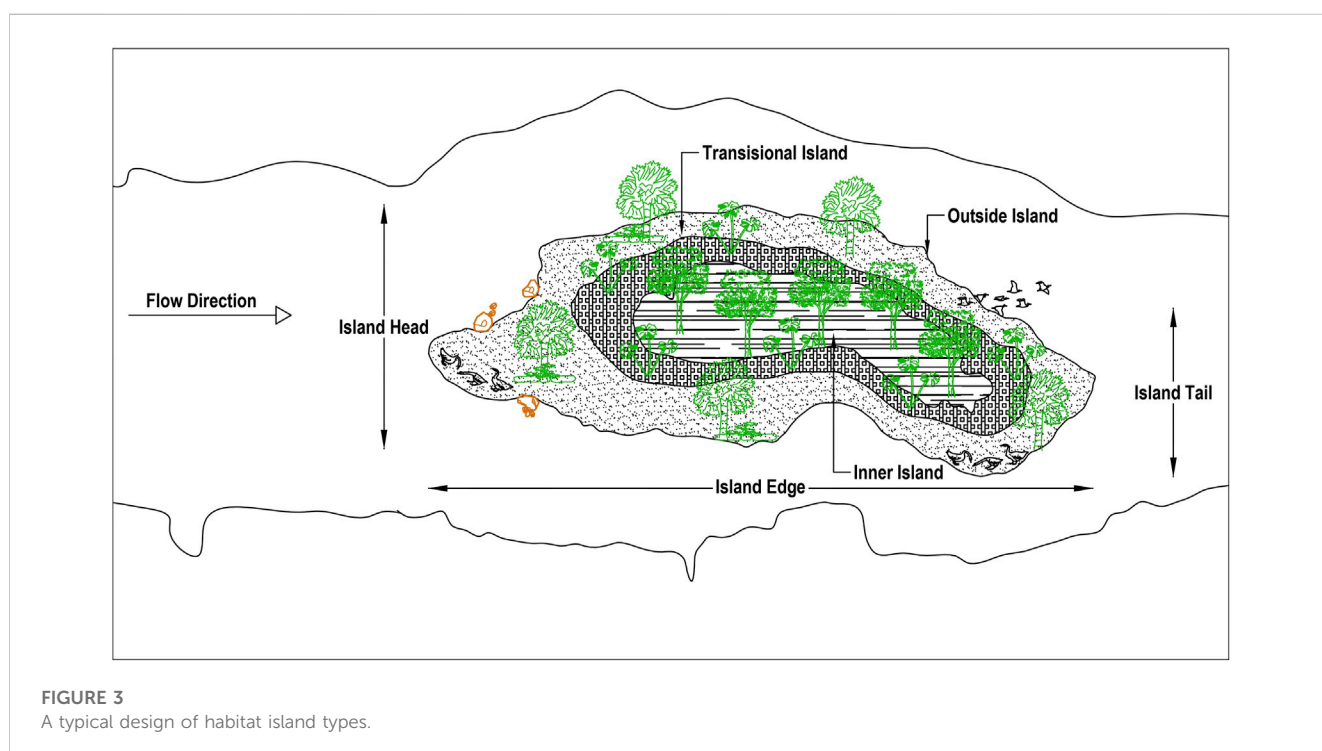 Transisional Island
Outside Island
Flow Direction
Island Head
Island Tail
Inner Island
Island Edge
FIGURE 3
A typical design of habitat island types.